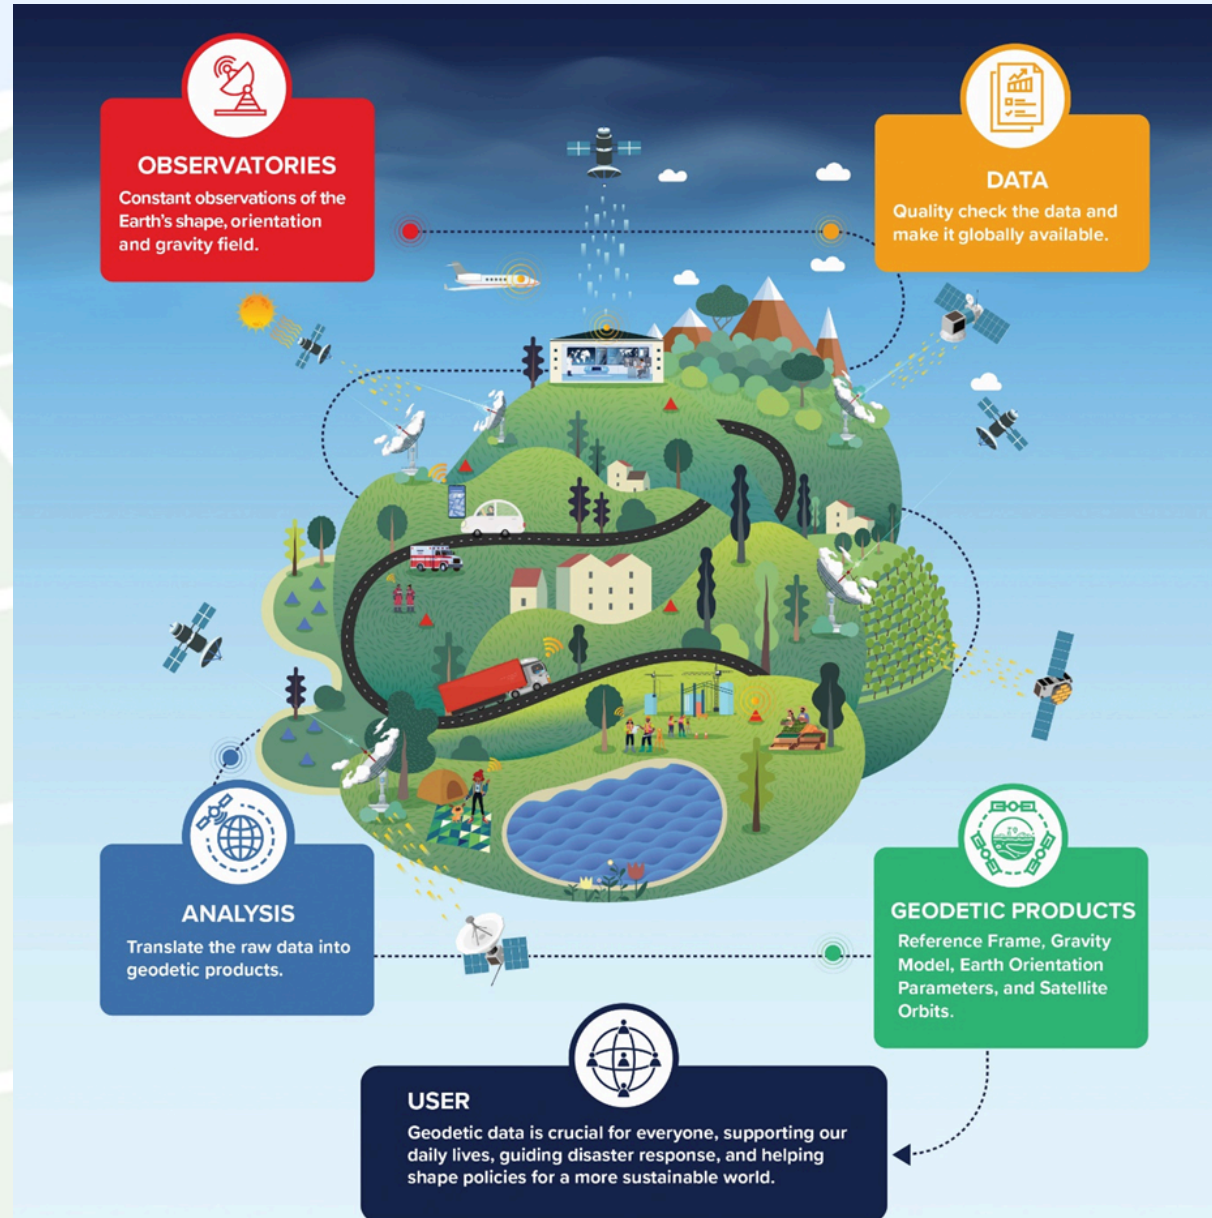 OBSERVATORIES
Constant observations of the
Earth's shape, orientation
and gravity field.
DATA
Quality check the data and
make it globally available.
ANALYSIS
Translate the raw data into
geodetic products.
GEODETIC PRODUCTS
Reference Frame, Gravity
Model, Earth Orientation
Parameters, and Satellite
Orbits.
USER
Geodetic data is crucial for everyone, supporting our
daily lives, guiding disaster response, and helping
shape policies for a more sustainable world.